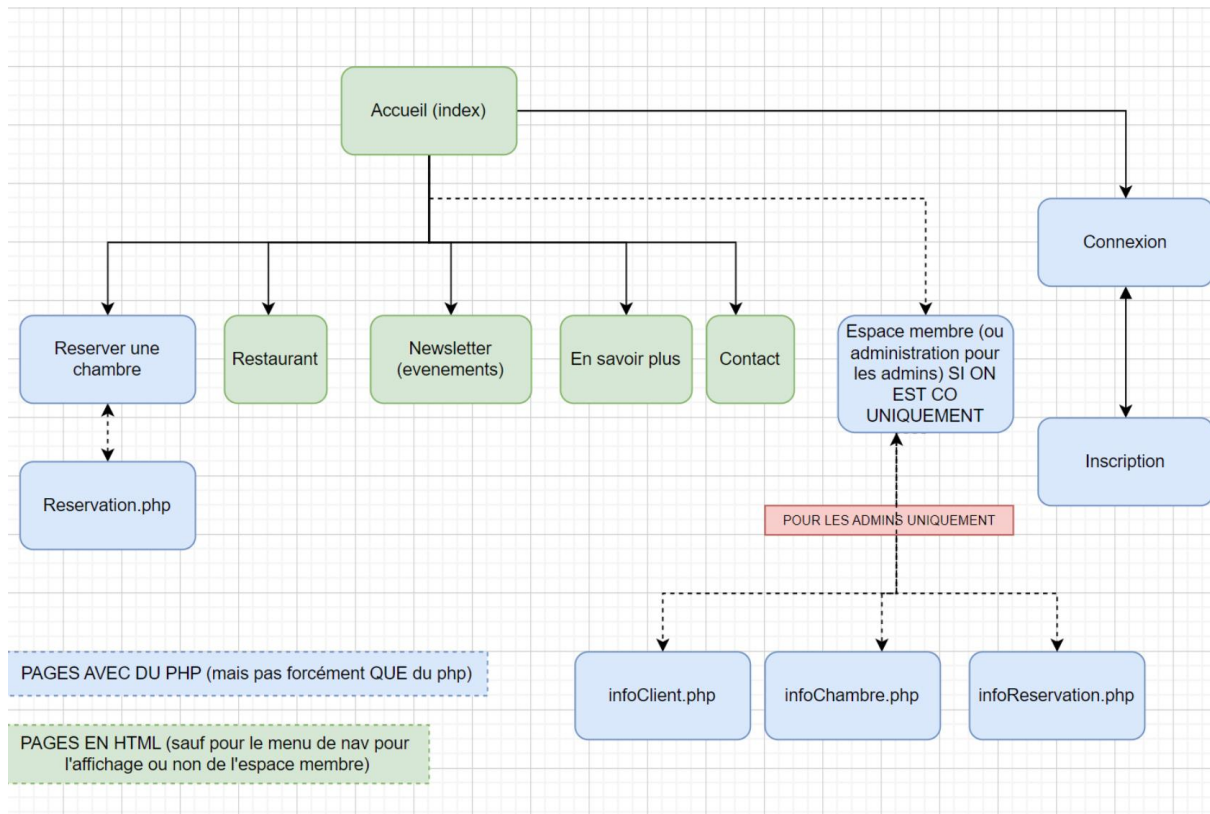 Accueil (index)
Connexion
Reserver une
chambre
Restaurant
Newsletter
(evenements)
En savoir plus
Contact
Espace membre (ou
administration pour
les admins) SI ON
EST CO
UNIQUEMENT
Inscription
Reservation.php
POUR LES ADMINS UNIQUEMENT
infoClient.php
infoChambre.php
infoReservation.php
PAGES AVEC DU PHP (mais pas forcément QUE du php)
PAGES EN HTML (sauf pour le menu de nav pour
l'affichage ou non de l'espace membre)